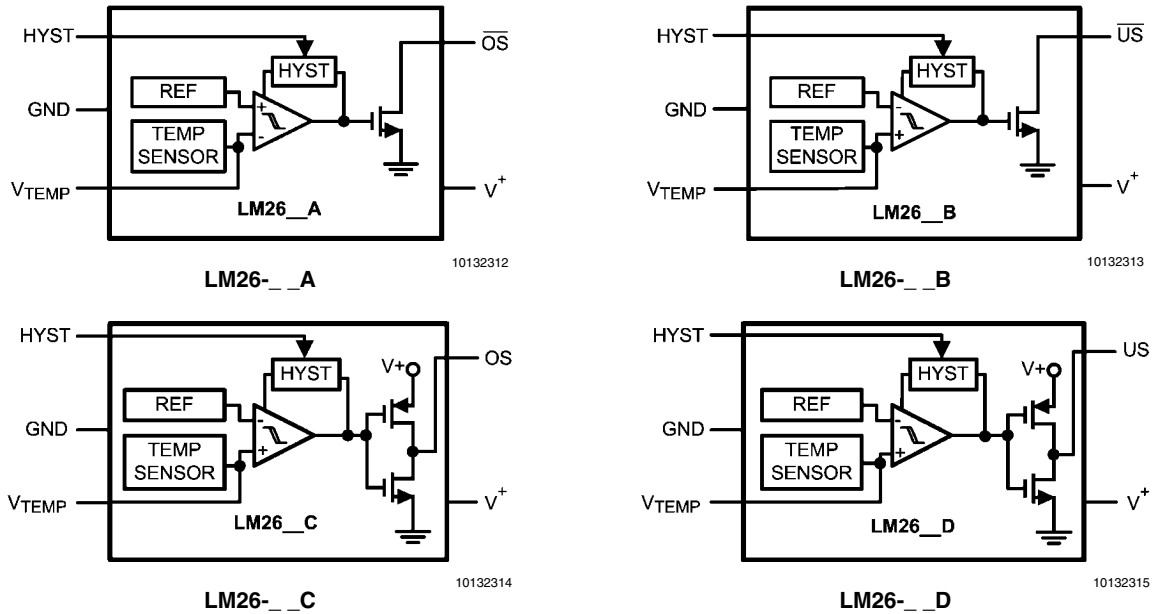 HYST
OS
HYST
REF
+
GND
TEMP
SENSOR
-
VTEMP
V+
LM26__A
10132312
LM26-_ _A
HYST
US
HYST
REF
-
GND
TEMP
SENSOR
+
VTEMP
V+
LM26__B
10132313
LM26-_ _B
HYST
OS
V+
HYST
REF
-
GND
TEMP
SENSOR
+
VTEMP
V+
LM26__C
10132314
LM26-_ _C
HYST
US
V+
HYST
REF
-
GND
TEMP
SENSOR
+
VTEMP
V+
LM26__D
10132315
LM26-_ _D